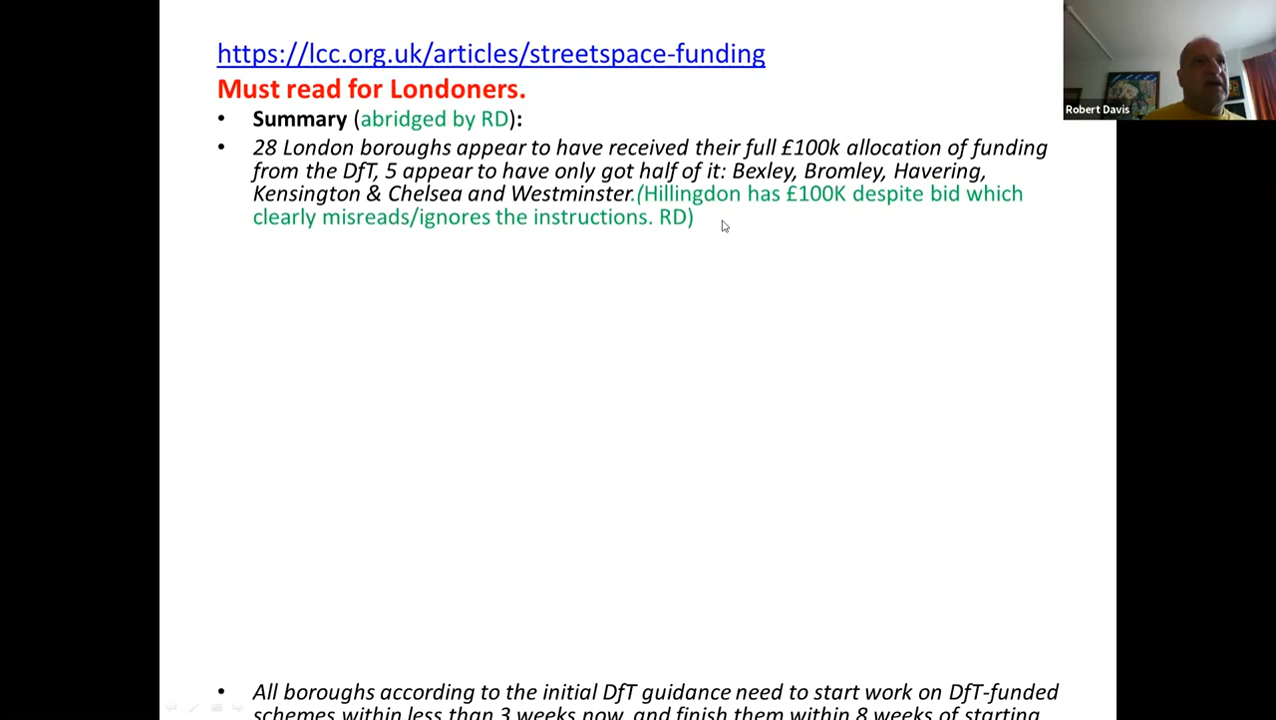 https://lcc.org.uk/articles/streetspace-funding
Must read for Londoners.
• Summary (abridged by RD):
• 28 London boroughs appear to have received their full £100k allocation of funding
from the DfT, 5 appear to have only got half of it: Bexley, Bromley, Havering,
Kensington & Chelsea and Westminster.(Hillingdon has £100K despite bid which
clearly misreads/ignores the instructions. RD)
• All boroughs according to the initial DfT guidance need to start work on DfT-funded
schemes within less than 3 weeks now, and finish them within 8 weeks of starting
Robert Davis